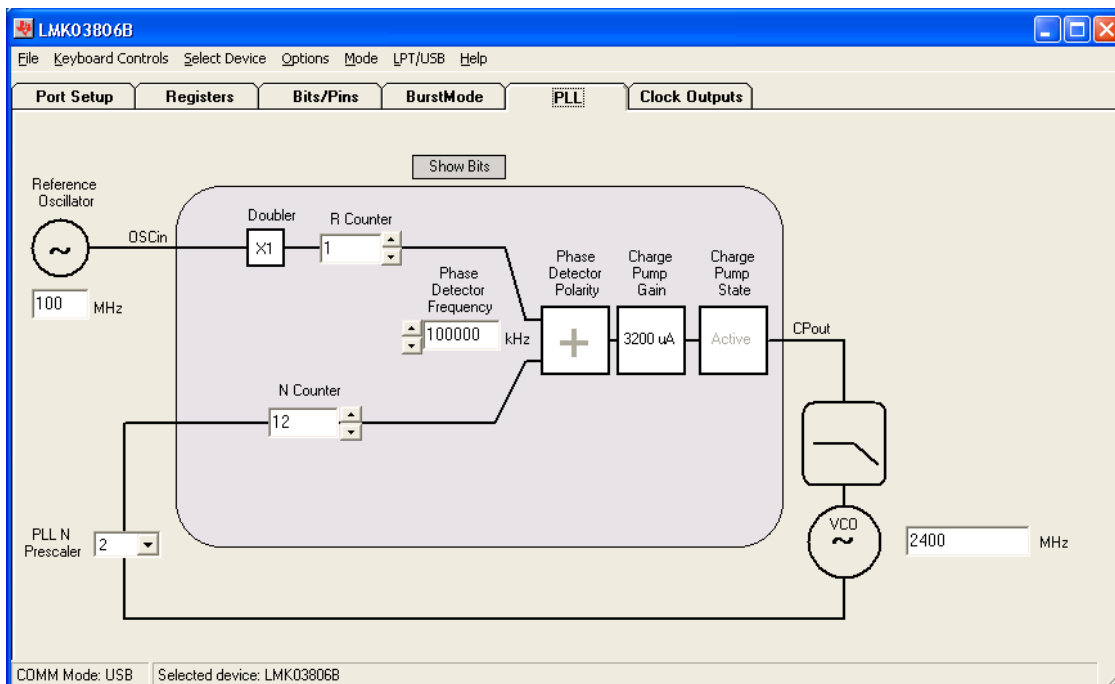 LMK03806B
File Keyboard Controls Select Device Options Mode LPT/USB Help
Port Setup Registers Bits/Pins BurstMode PLL Clock Outputs
Show Bits
Reference
Oscillator
OSCin
100 MHz
Doubler
X1
R Counter
1
Phase
Detector
Frequency
100000 kHz
Phase
Detector
Polarity
+
Charge
Pump
Gain
3200 uA
Charge
Pump
State
Active
CPout
N Counter
12
PLL N
Prescaler
2
VCO
2400 MHz
COMM Mode: USB Selected device: LMK03806B